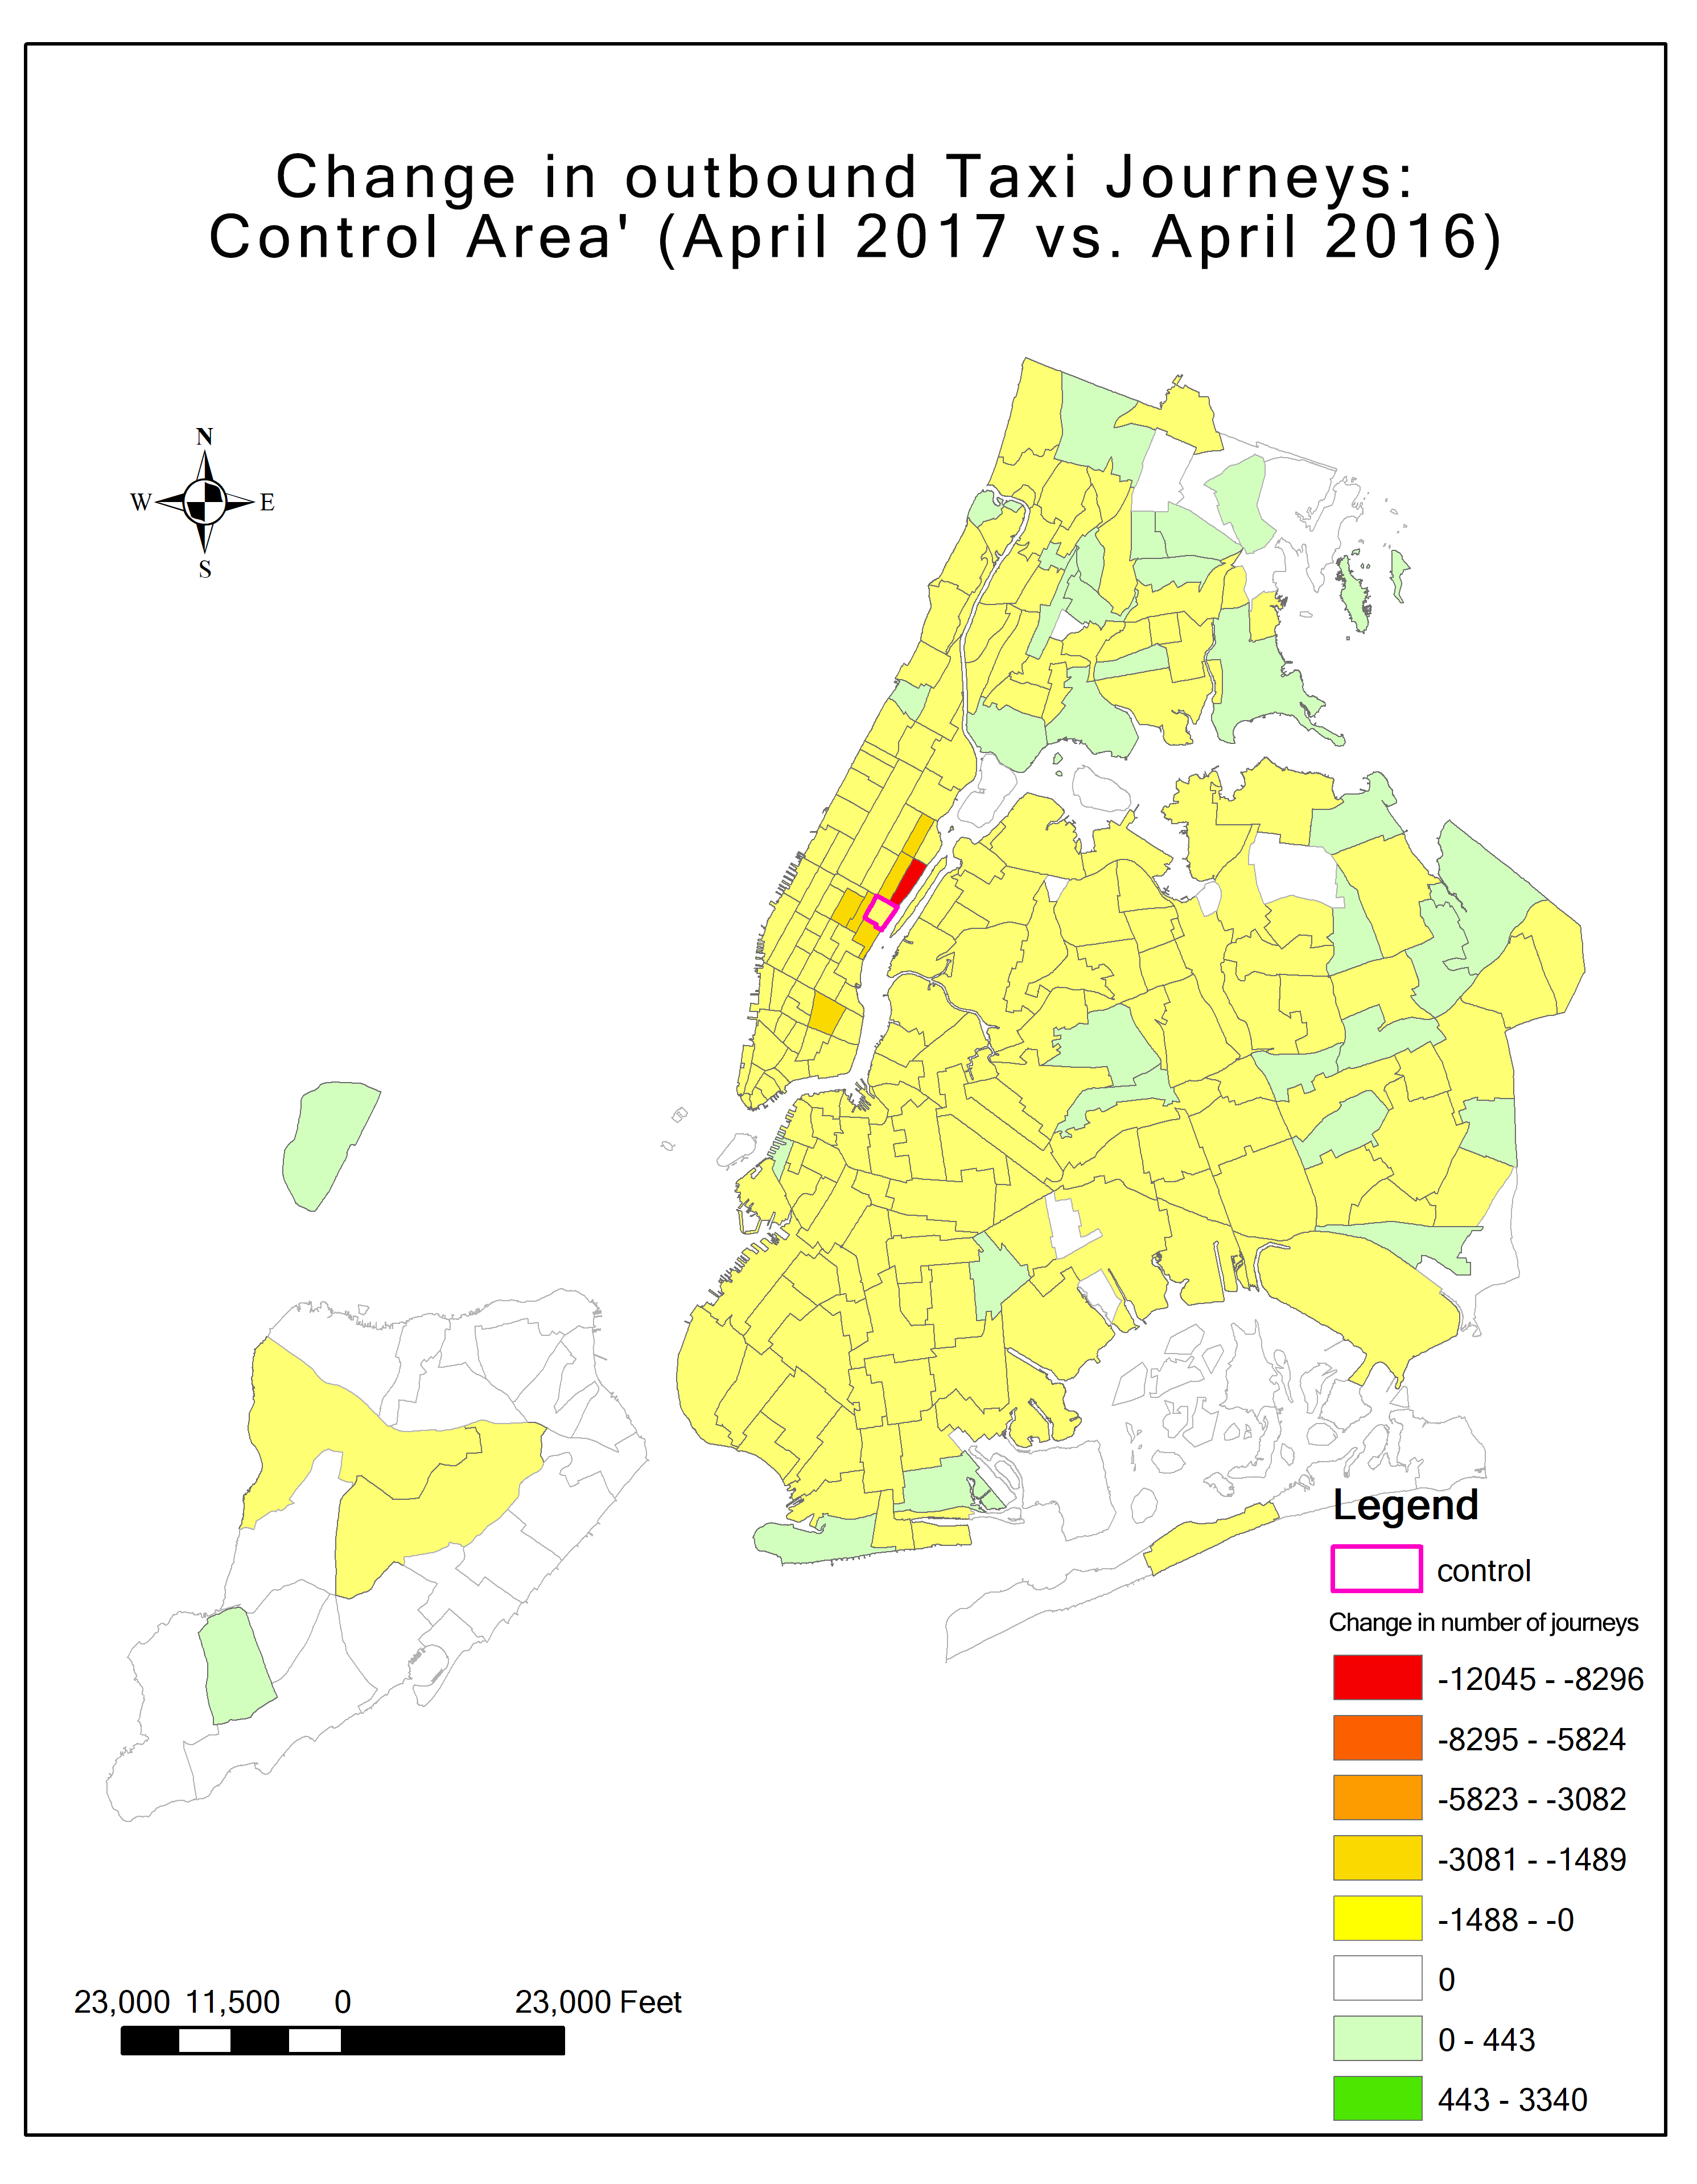 Change in outbound Taxi Journeys:
Control Area' (April 2017 vs. April 2016)
N
W E
S
Legend
control
Change in number of journeys
-12045 - -8296
-8295 - -5824
-5823 - -3082
-3081 - -1489
-1488 - -0
0
0 - 443
443 - 3340
23,000 11,500 0 23,000 Feet